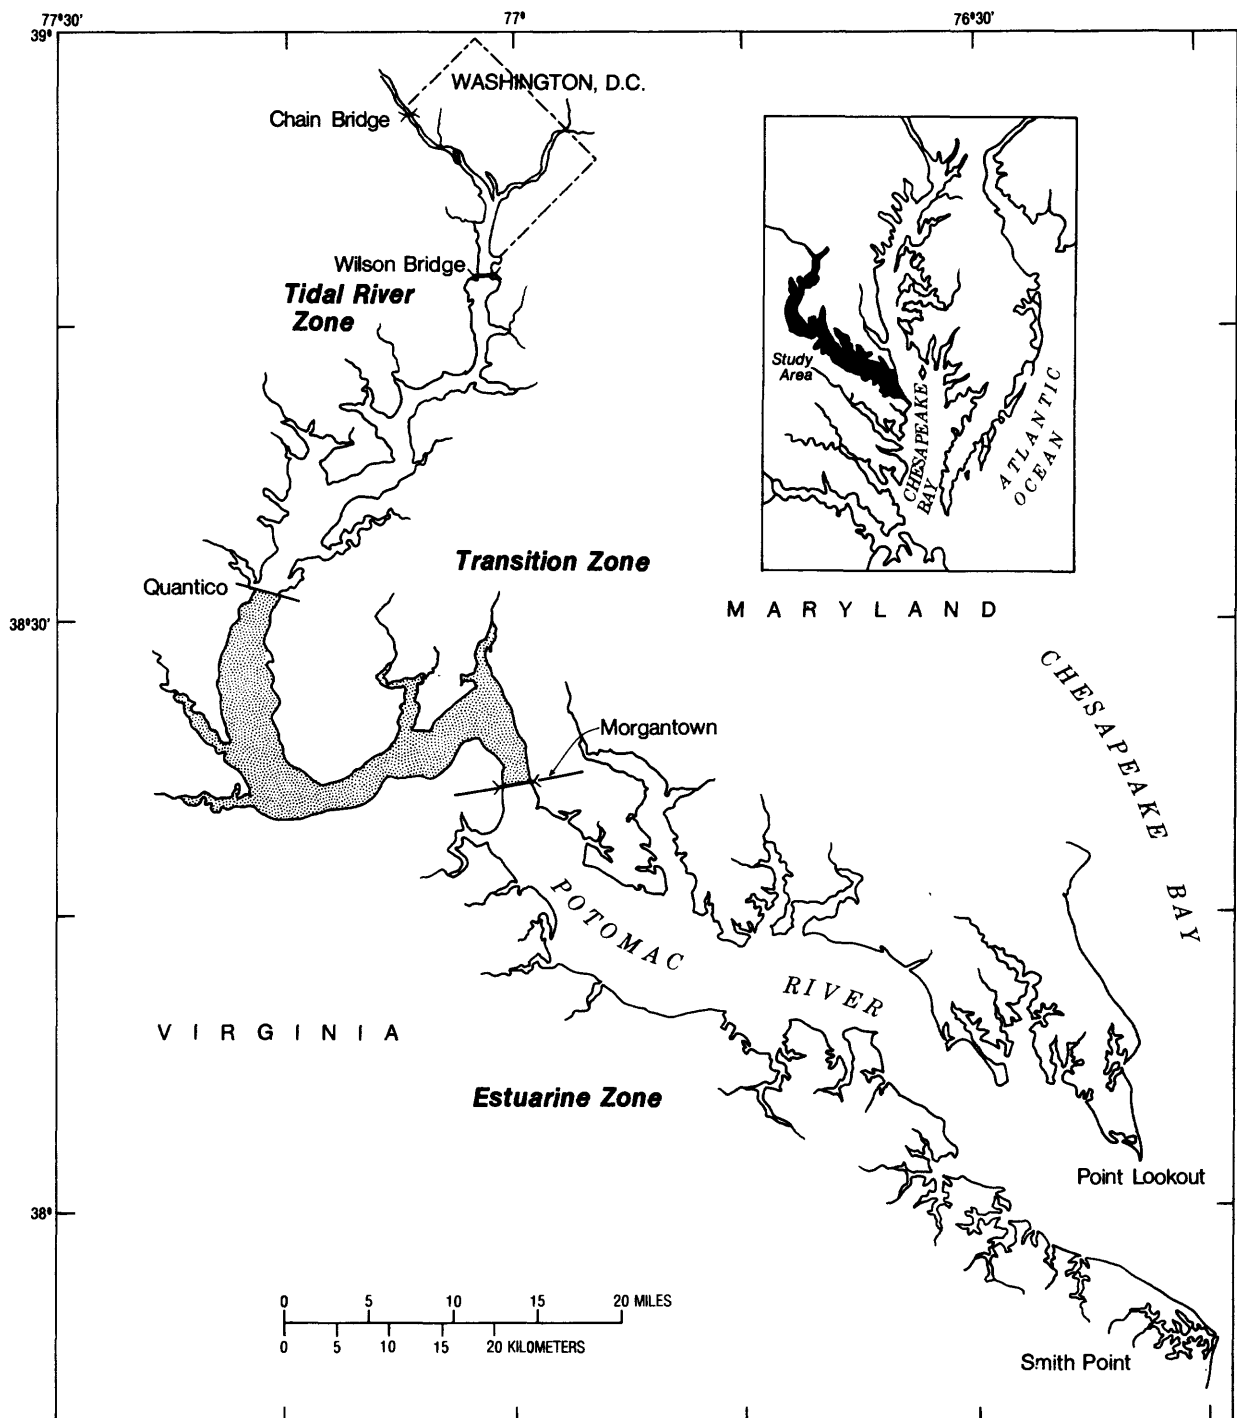 77°30'
77°
76°30'
39°
WASHINGTON, D.C.
Chain Bridge
Wilson Bridge
Tidal River
Zone
Study
Area
CHESAPEAKE
BAY
ATLANTIC
OCEAN
Transition Zone
Quantico
MARYLAND
38°30'
CHESAPEAKE BAY
Morgantown
POTOMAC RIVER
VIRGINIA
Estuarine Zone
Point Lookout
38°
0 5 10 15 20 MILES
0 5 10 15 20 KILOMETERS
Smith Point